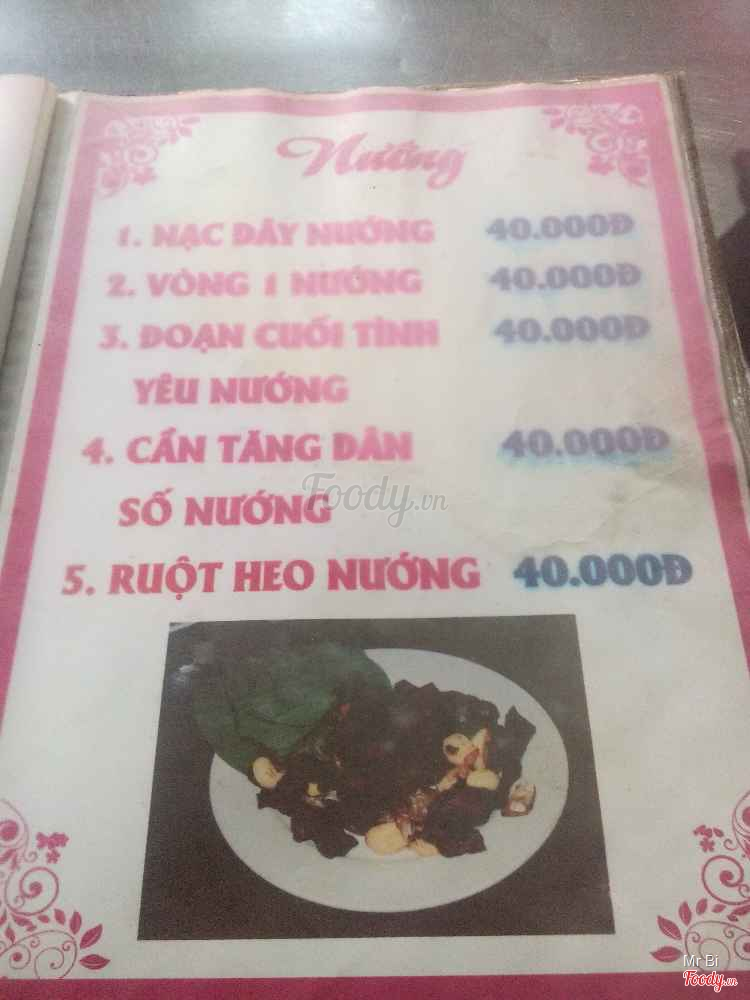 Nướng
1. NẠC DÂY NƯỚNG 40.000Đ
2. VÒNG 1 NƯỚNG 40.000Đ
3. ĐOẠN CUỐI TÌNH 40.000Đ
YÊU NƯỚNG
4. CẦN TĂNG DÂN 40.000Đ
SỐ NƯỚNG
Foody.vn
5. RUỘT HEO NƯỚNG 40.000Đ
Mr Bi
Foody.vn